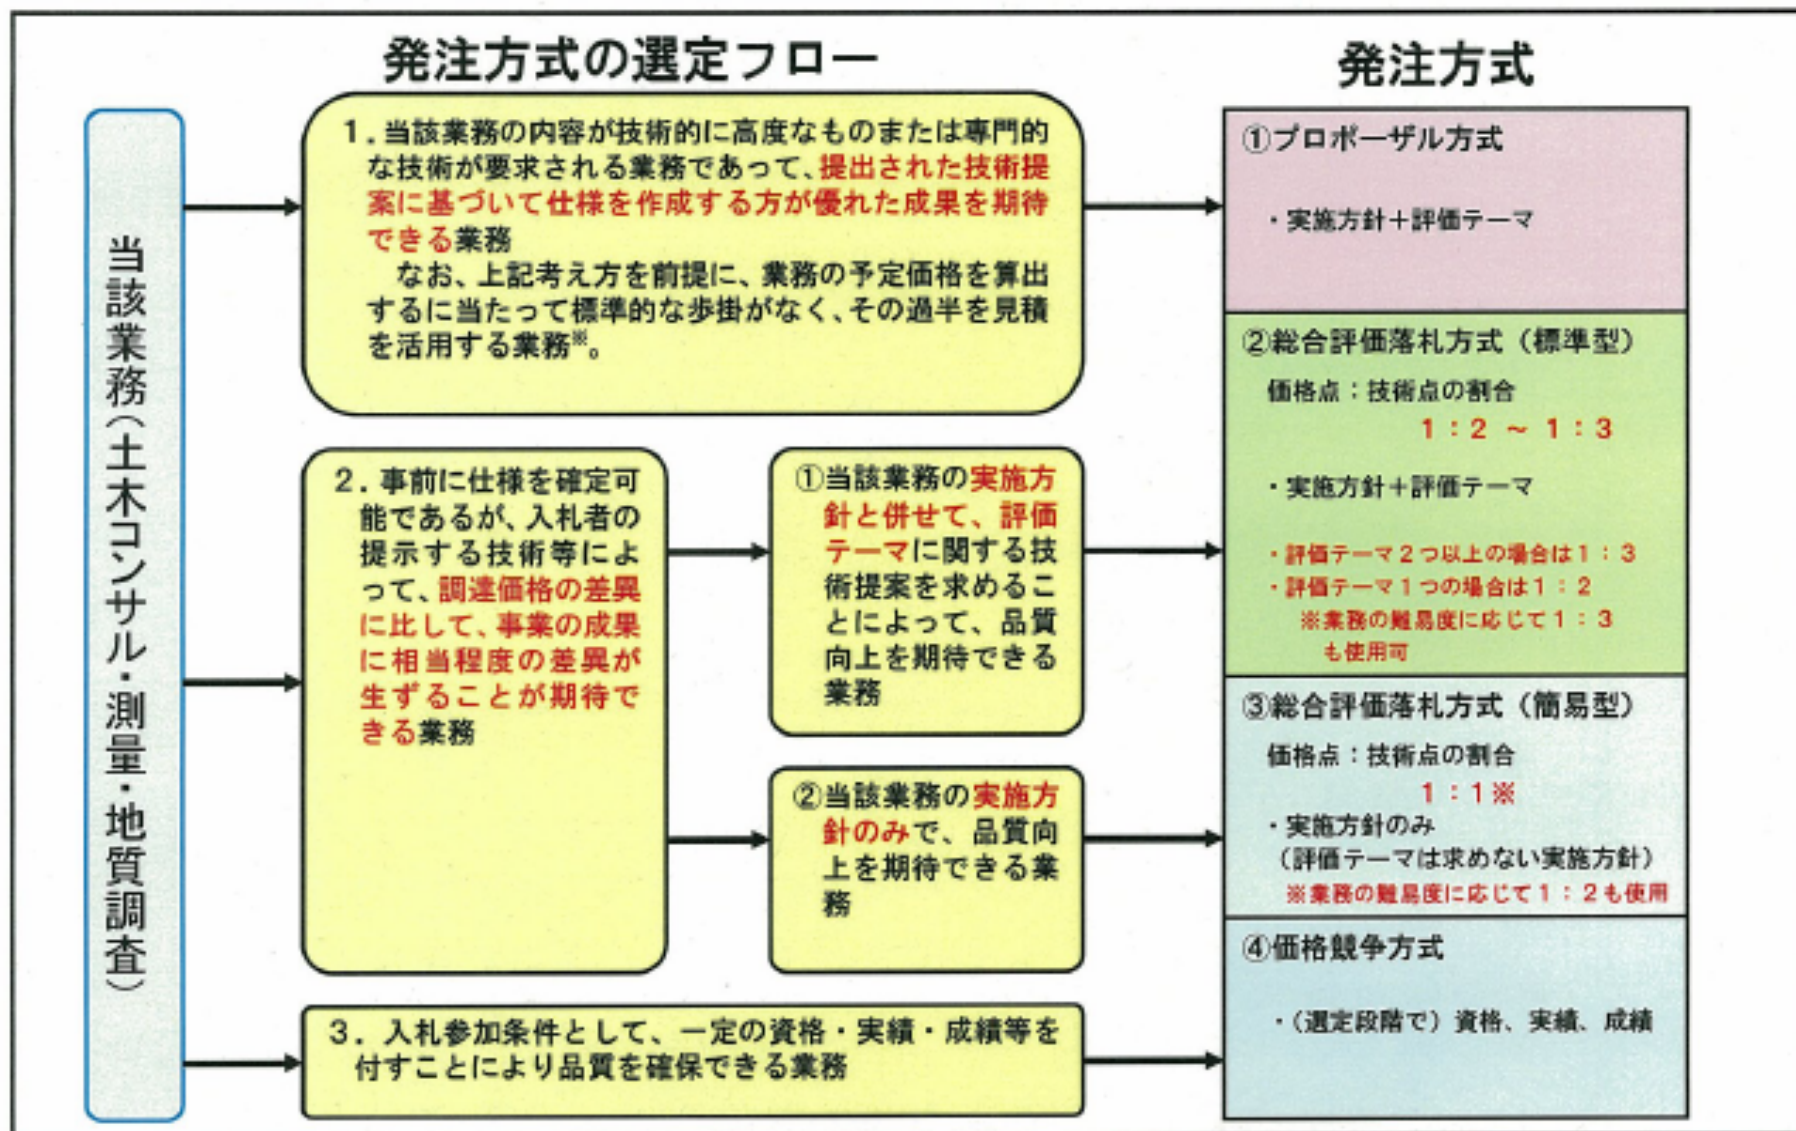 発注方式の選定フロー
発注方式
当該業務(土木コンサル・測量・地質調査)
1.当該業務の内容が技術的に高度なものまたは専門的
な技術が要求される業務であって、提出された技術提
案に基づいて仕様を作成する方が優れた成果を期待
できる業務
なお、上記考え方を前提に、業務の予定価格を算出
するに当たって標準的な歩掛がなく、その過半を見積
を活用する業務※。
2.事前に仕様を確定可
能であるが、入札者の
提示する技術等によ
って、調達価格の差異
に比して、事業の成果
に相当程度の差異が
生ずることが期待で
きる業務
①当該業務の実施方
針と併せて、評価
テーマに関する技
術提案を求めるこ
とによって、品質
向上を期待できる
業務
②当該業務の実施方
針のみで、品質向
上を期待できる業
務
3.入札参加条件として、一定の資格・実績・成績等を
付すことにより品質を確保できる業務
①プロポーザル方式
・実施方針+評価テーマ
②総合評価落札方式(標準型)
価格点:技術点の割合
1:2 ~ 1:3
・実施方針+評価テーマ
・評価テーマ2つ以上の場合は1:3
・評価テーマ1つの場合は1:2
※業務の難易度に応じて1:3
も使用可
③総合評価落札方式(簡易型)
価格点:技術点の割合
1:1※
・実施方針のみ
(評価テーマは求めない実施方針)
※業務の難易度に応じて1:2も使用
④価格競争方式
・(選定段階で)資格、実績、成績